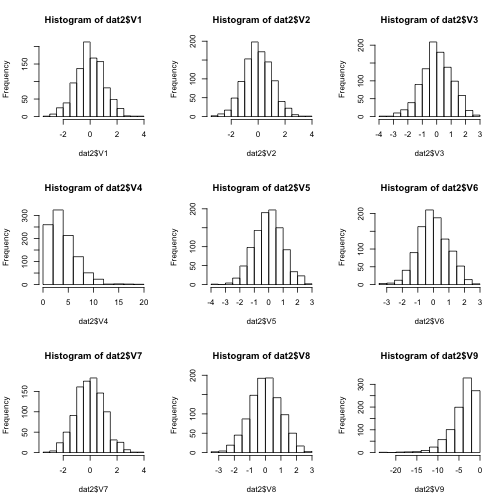 Histogram of dat2$V1
Frequency
0 50 150
-2 0 2 4
dat2$V1
Histogram of dat2$V2
Frequency
0 50 100 200
-2 0 2 4
dat2$V2
Histogram of dat2$V3
Frequency
0 50 100 200
-4 -3 -2 -1 0 1 2 3
dat2$V3
Histogram of dat2$V4
Frequency
0 100 200 300
0 5 10 15 20
dat2$V4
Histogram of dat2$V5
Frequency
0 50 100 200
-4 -3 -2 -1 0 1 2 3
dat2$V5
Histogram of dat2$V6
Frequency
0 50 100 200
-3 -2 -1 0 1 2 3
dat2$V6
Histogram of dat2$V7
Frequency
0 50 100 150
-2 0 2 4
dat2$V7
Histogram of dat2$V8
Frequency
0 50 100 200
-3 -2 -1 0 1 2 3
dat2$V8
Histogram of dat2$V9
Frequency
0 100 200 300
-20 -15 -10 -5 0
dat2$V9